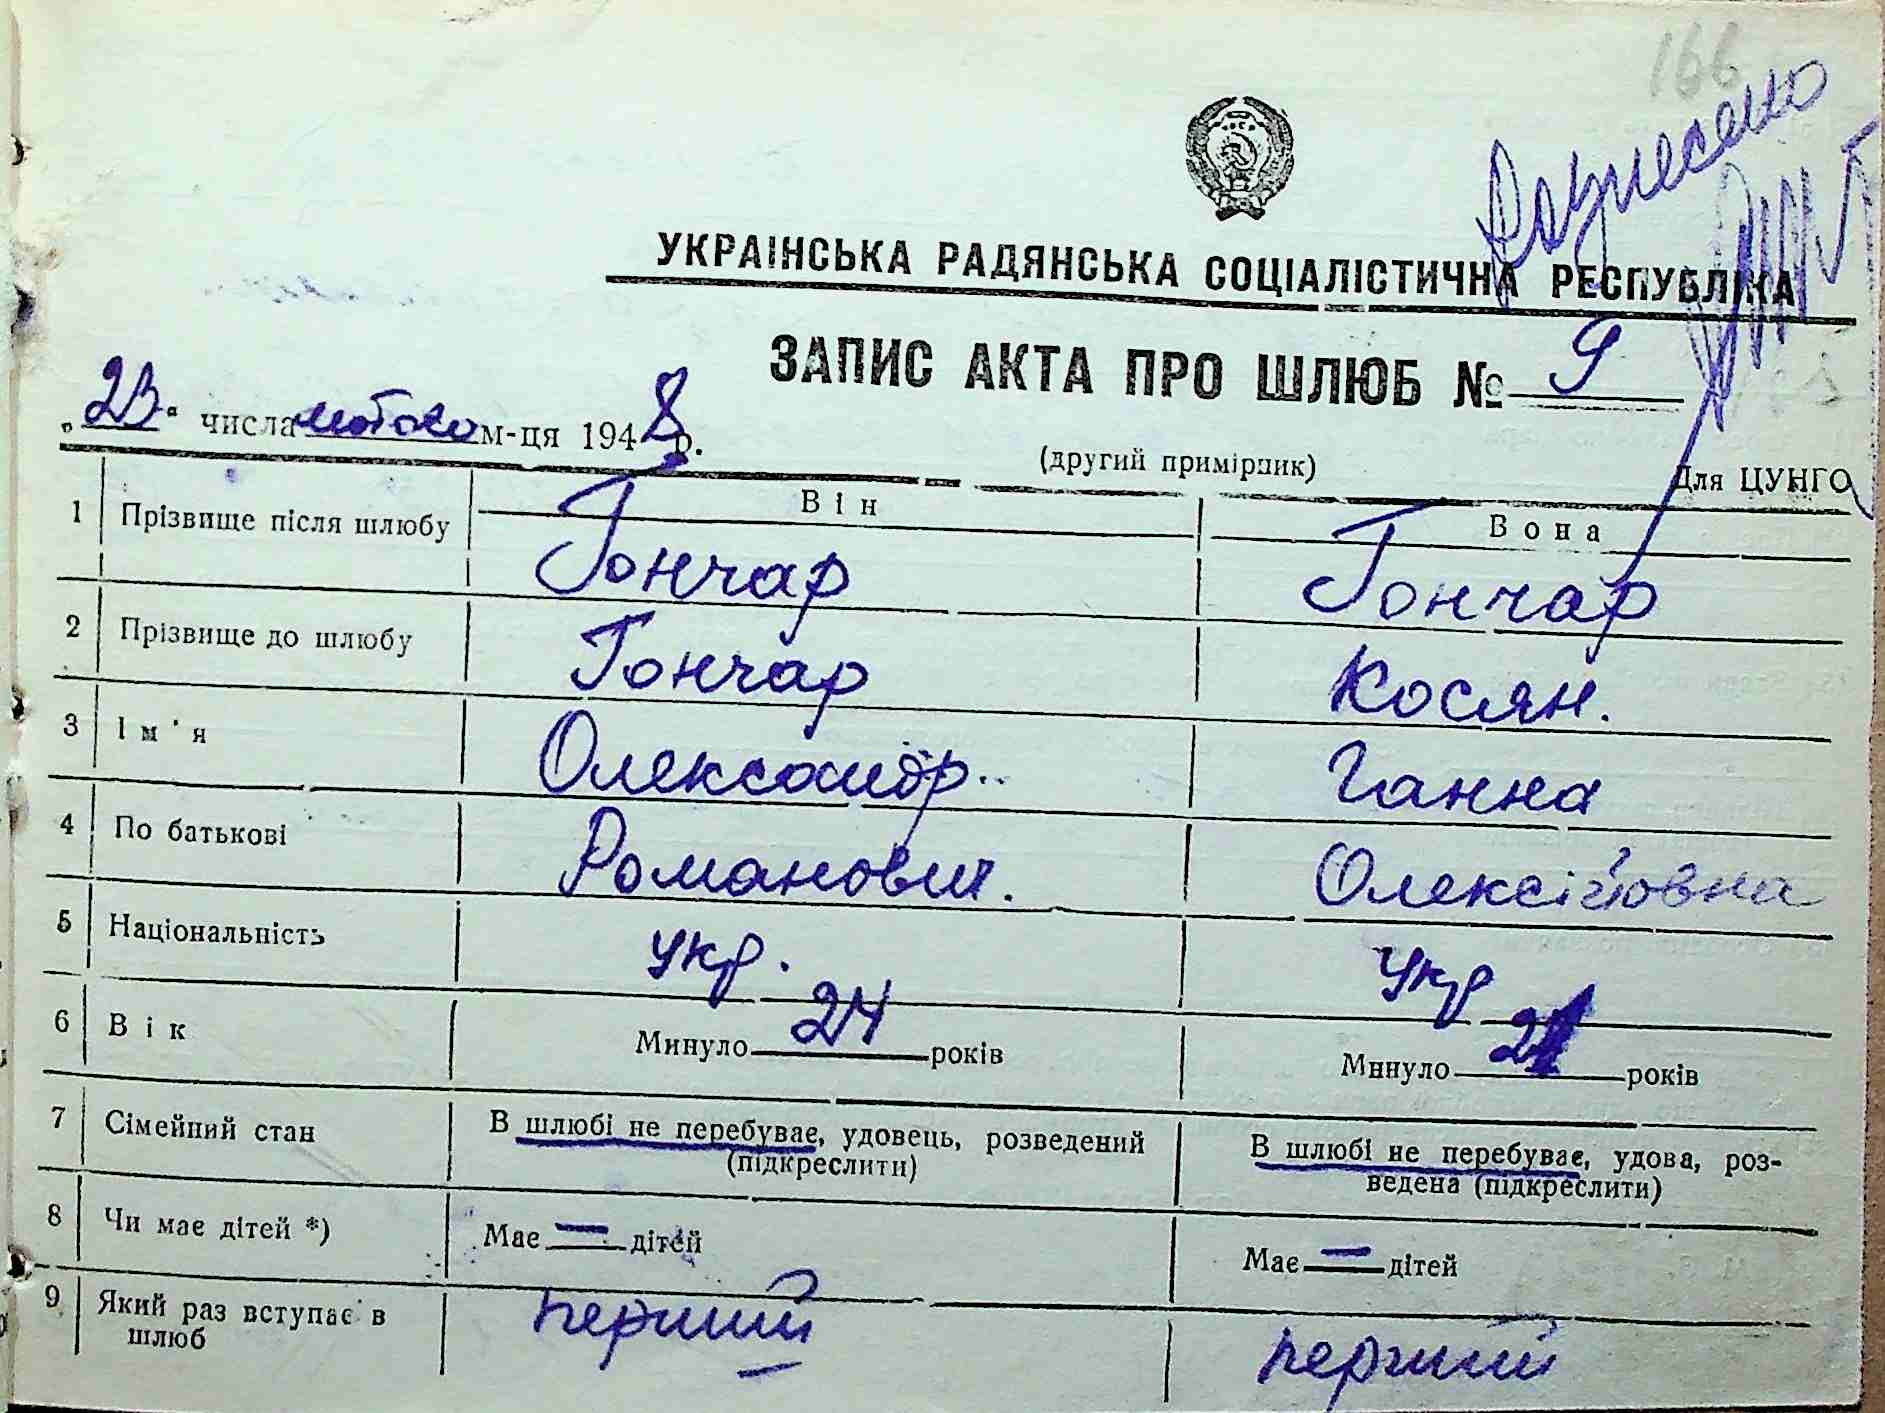 166
Рознесено
УКРАЇНСЬКА РАДЯНСЬКА СОЦІАЛІСТИЧНА РЕСПУБЛІКА
ЗАПИС АКТА ПРО ШЛЮБ № 9
„23“ числа лютого м-ця 1948 р.
(другий примірник) Для ЦУНГО
Він Вона
1 Прізвище після шлюбу Гончар Гончар
2 Прізвище до шлюбу Гончар Косян.
3 Ім'я Олександр.. Ганна
4 По батькові Романович. Олексіївна
5 Національність укр. Укр
6 Вік Минуло 24 років Минуло 21 років
7 Сімейний стан В шлюбі не перебуває, удовець, розведений В шлюбі не перебуває, удова, роз-
(підкреслити) ведена (підкреслити)
8 Чи має дітей *) Має — дітей Має — дітей
9 Який раз вступає в перший перший
шлюб